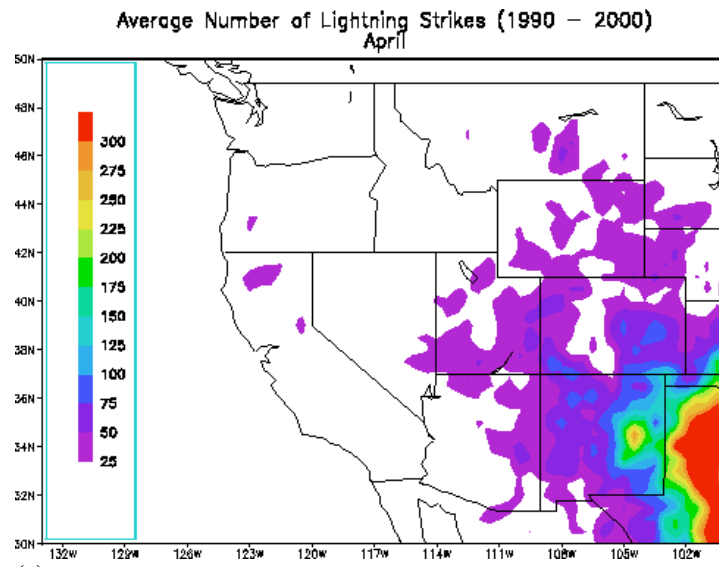 Average Number of Lightning Strikes (1990 - 2000)
April
50N
48N
46N
44N
42N
40N
38N
36N
34N
32N
30N
300
275
250
225
200
175
150
125
100
75
50
25
132W 129W 126W 123W 120W 117W 114W 111W 108W 105W 102W